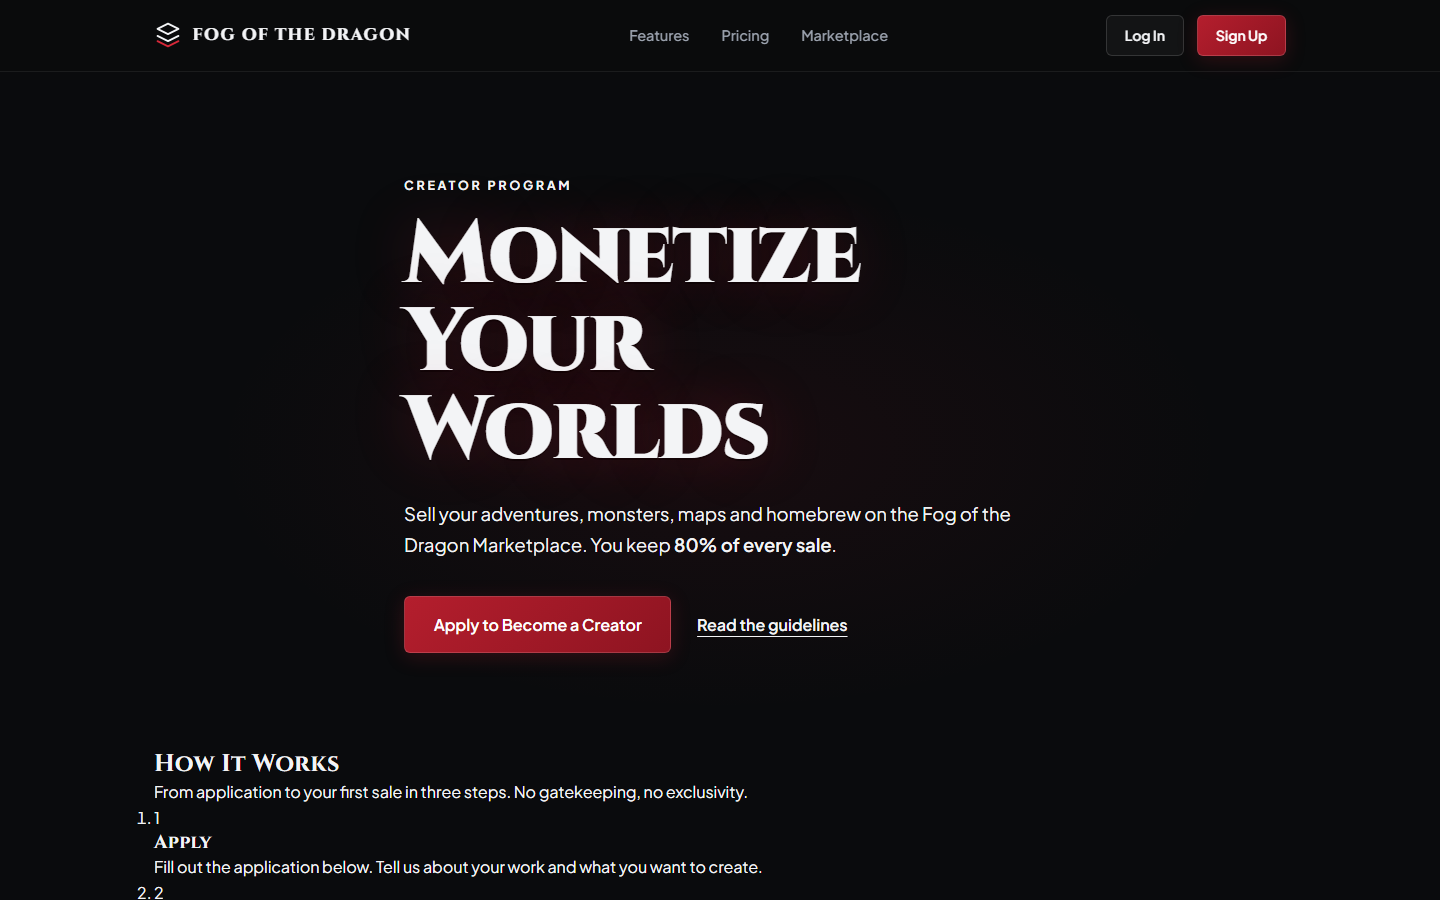 FOG OF THE DRAGON
Features
Pricing
Marketplace
Log In
Sign Up
CREATOR PROGRAM
Monetize
Your
Worlds
Sell your adventures, monsters, maps and homebrew on the Fog of the
Dragon Marketplace. You keep 80% of every sale.
Apply to Become a Creator
Read the guidelines
How It Works
From application to your first sale in three steps. No gatekeeping, no exclusivity.
1. 1
Apply
Fill out the application below. Tell us about your work and what you want to create.
2. 2